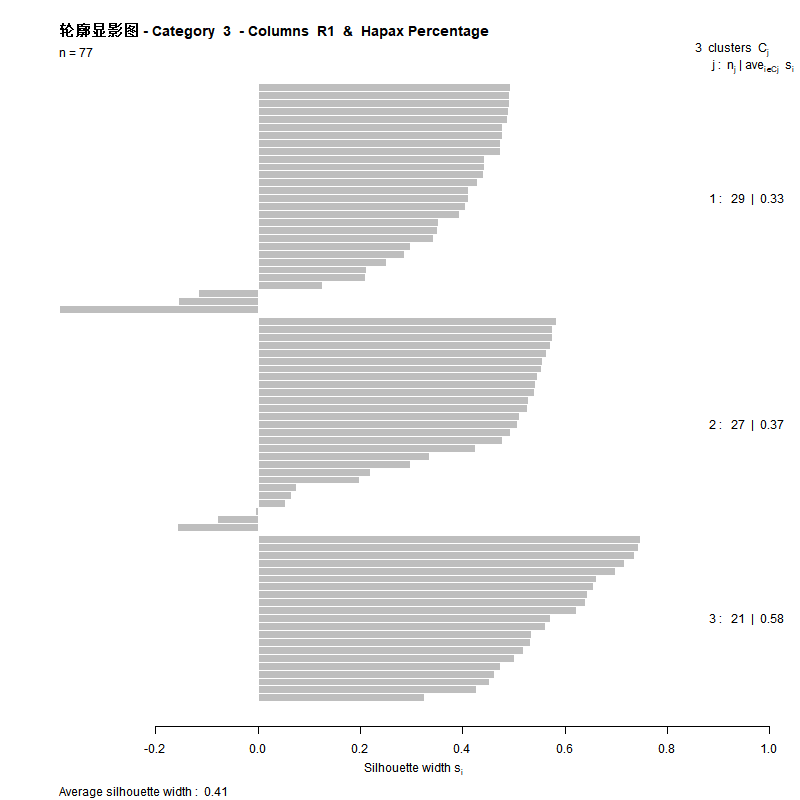 轮廓显影图 - Category 3 - Columns R1 & Hapax Percentage
n = 77
3 clusters Cj
j : nj | avei∈Cj si
1 : 29 | 0.33
2 : 27 | 0.37
3 : 21 | 0.58
-0.2 0.0 0.2 0.4 0.6 0.8 1.0
Silhouette width si
Average silhouette width : 0.41